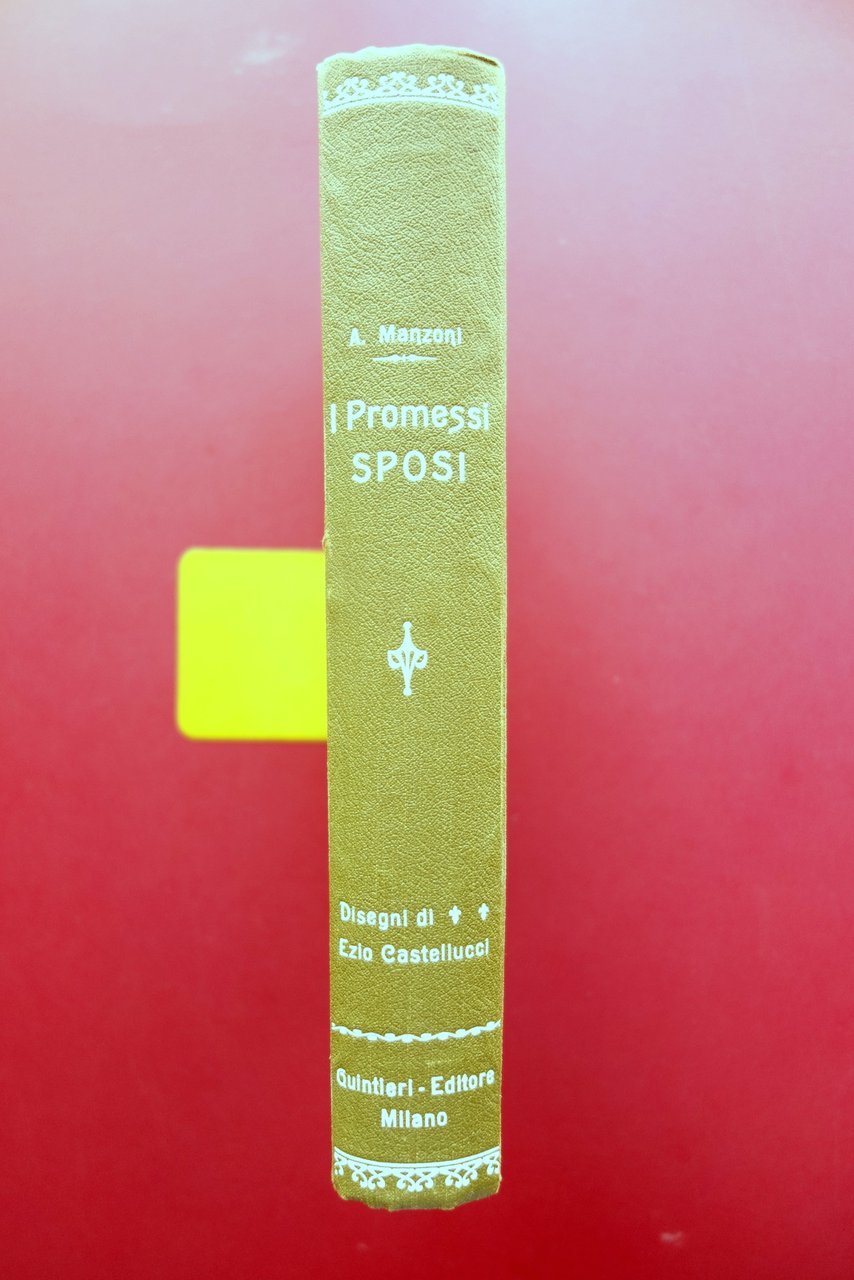 A. Manzoni
I Promessi
SPOSI
Disegni di
Ezio Castellucci
Quintieri - Editore
Milano